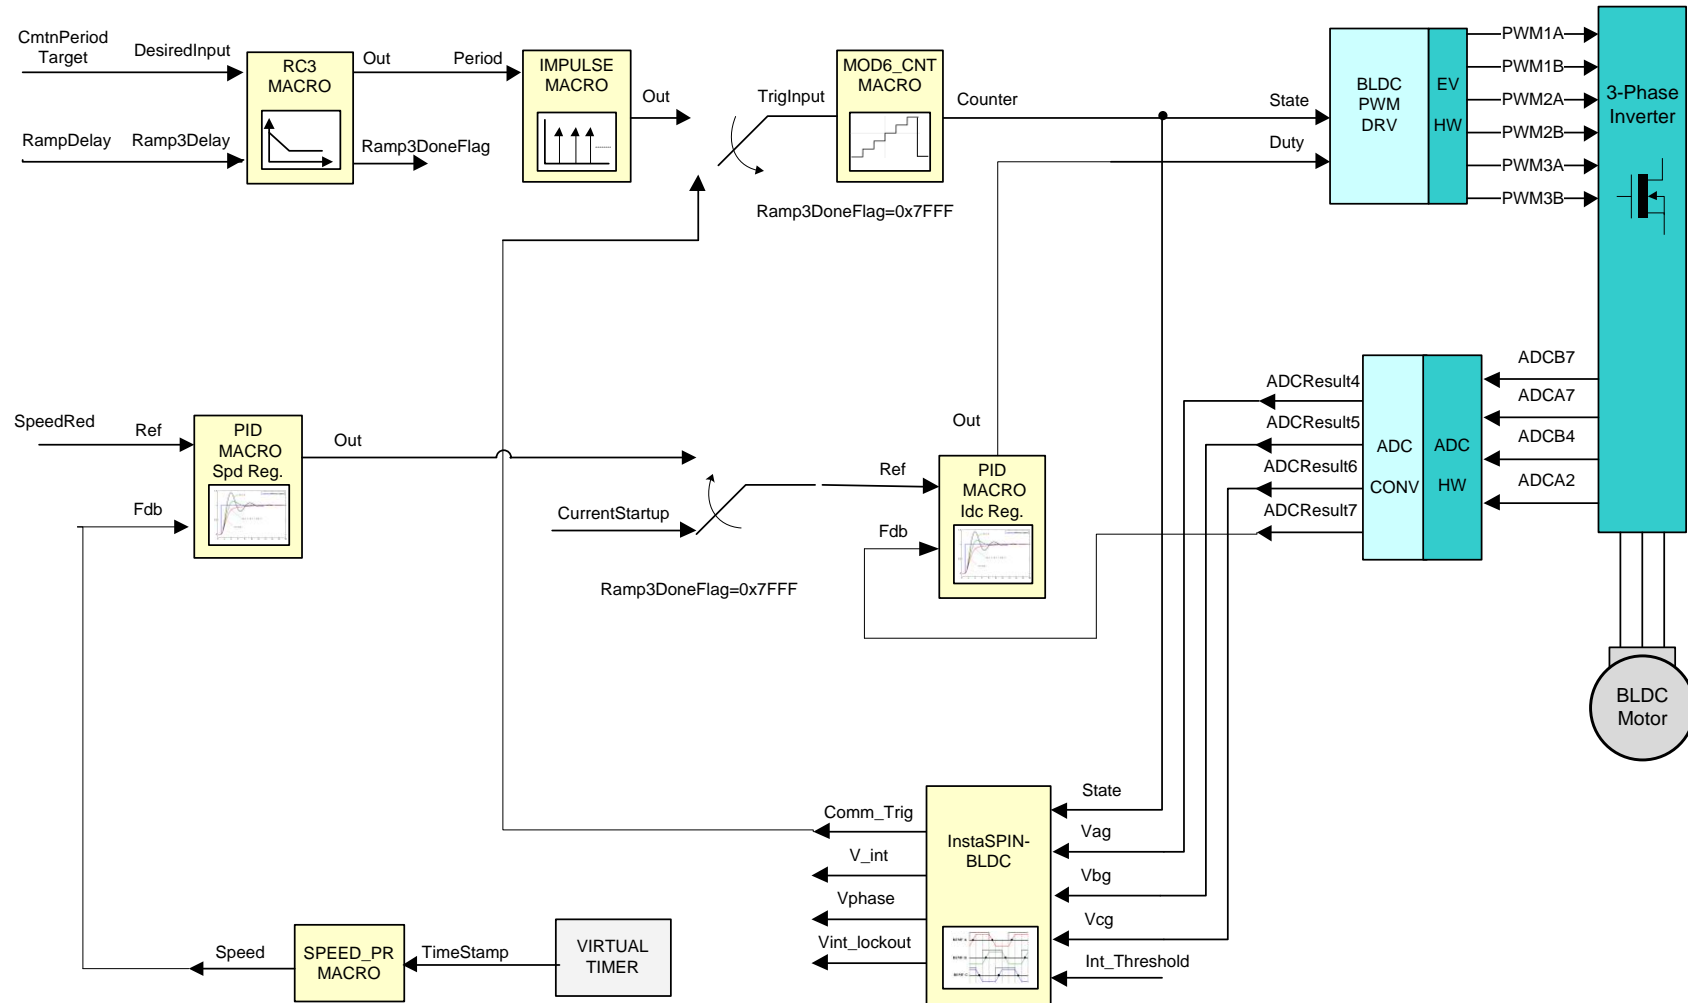 CmtnPeriod
Target
DesiredInput
RampDelay
Ramp3Delay
RC3
MACRO
Out
Ramp3DoneFlag
Period
IMPULSE
MACRO
Out
TrigInput
Ramp3DoneFlag=0x7FFF
MOD6_CNT
MACRO
Counter
State
Duty
BLDC
PWM
DRV
EV
HW
PWM1A
PWM1B
PWM2A
PWM2B
PWM3A
PWM3B
3-Phase
Inverter
SpeedRed
Ref
Fdb
PID
MACRO
Spd Reg.
Out
CurrentStartup
Ramp3DoneFlag=0x7FFF
Ref
Fdb
Out
PID
MACRO
Idc Reg.
ADCResult4
ADCResult5
ADCResult6
ADCResult7
ADC
CONV
ADC
HW
ADCB7
ADCA7
ADCB4
ADCA2
BLDC
Motor
Comm_Trig
V_int
Vphase
Vint_lockout
InstaSPIN-
BLDC
State
Vag
Vbg
Vcg
Int_Threshold
Speed
SPEED_PR
MACRO
TimeStamp
VIRTUAL
TIMER